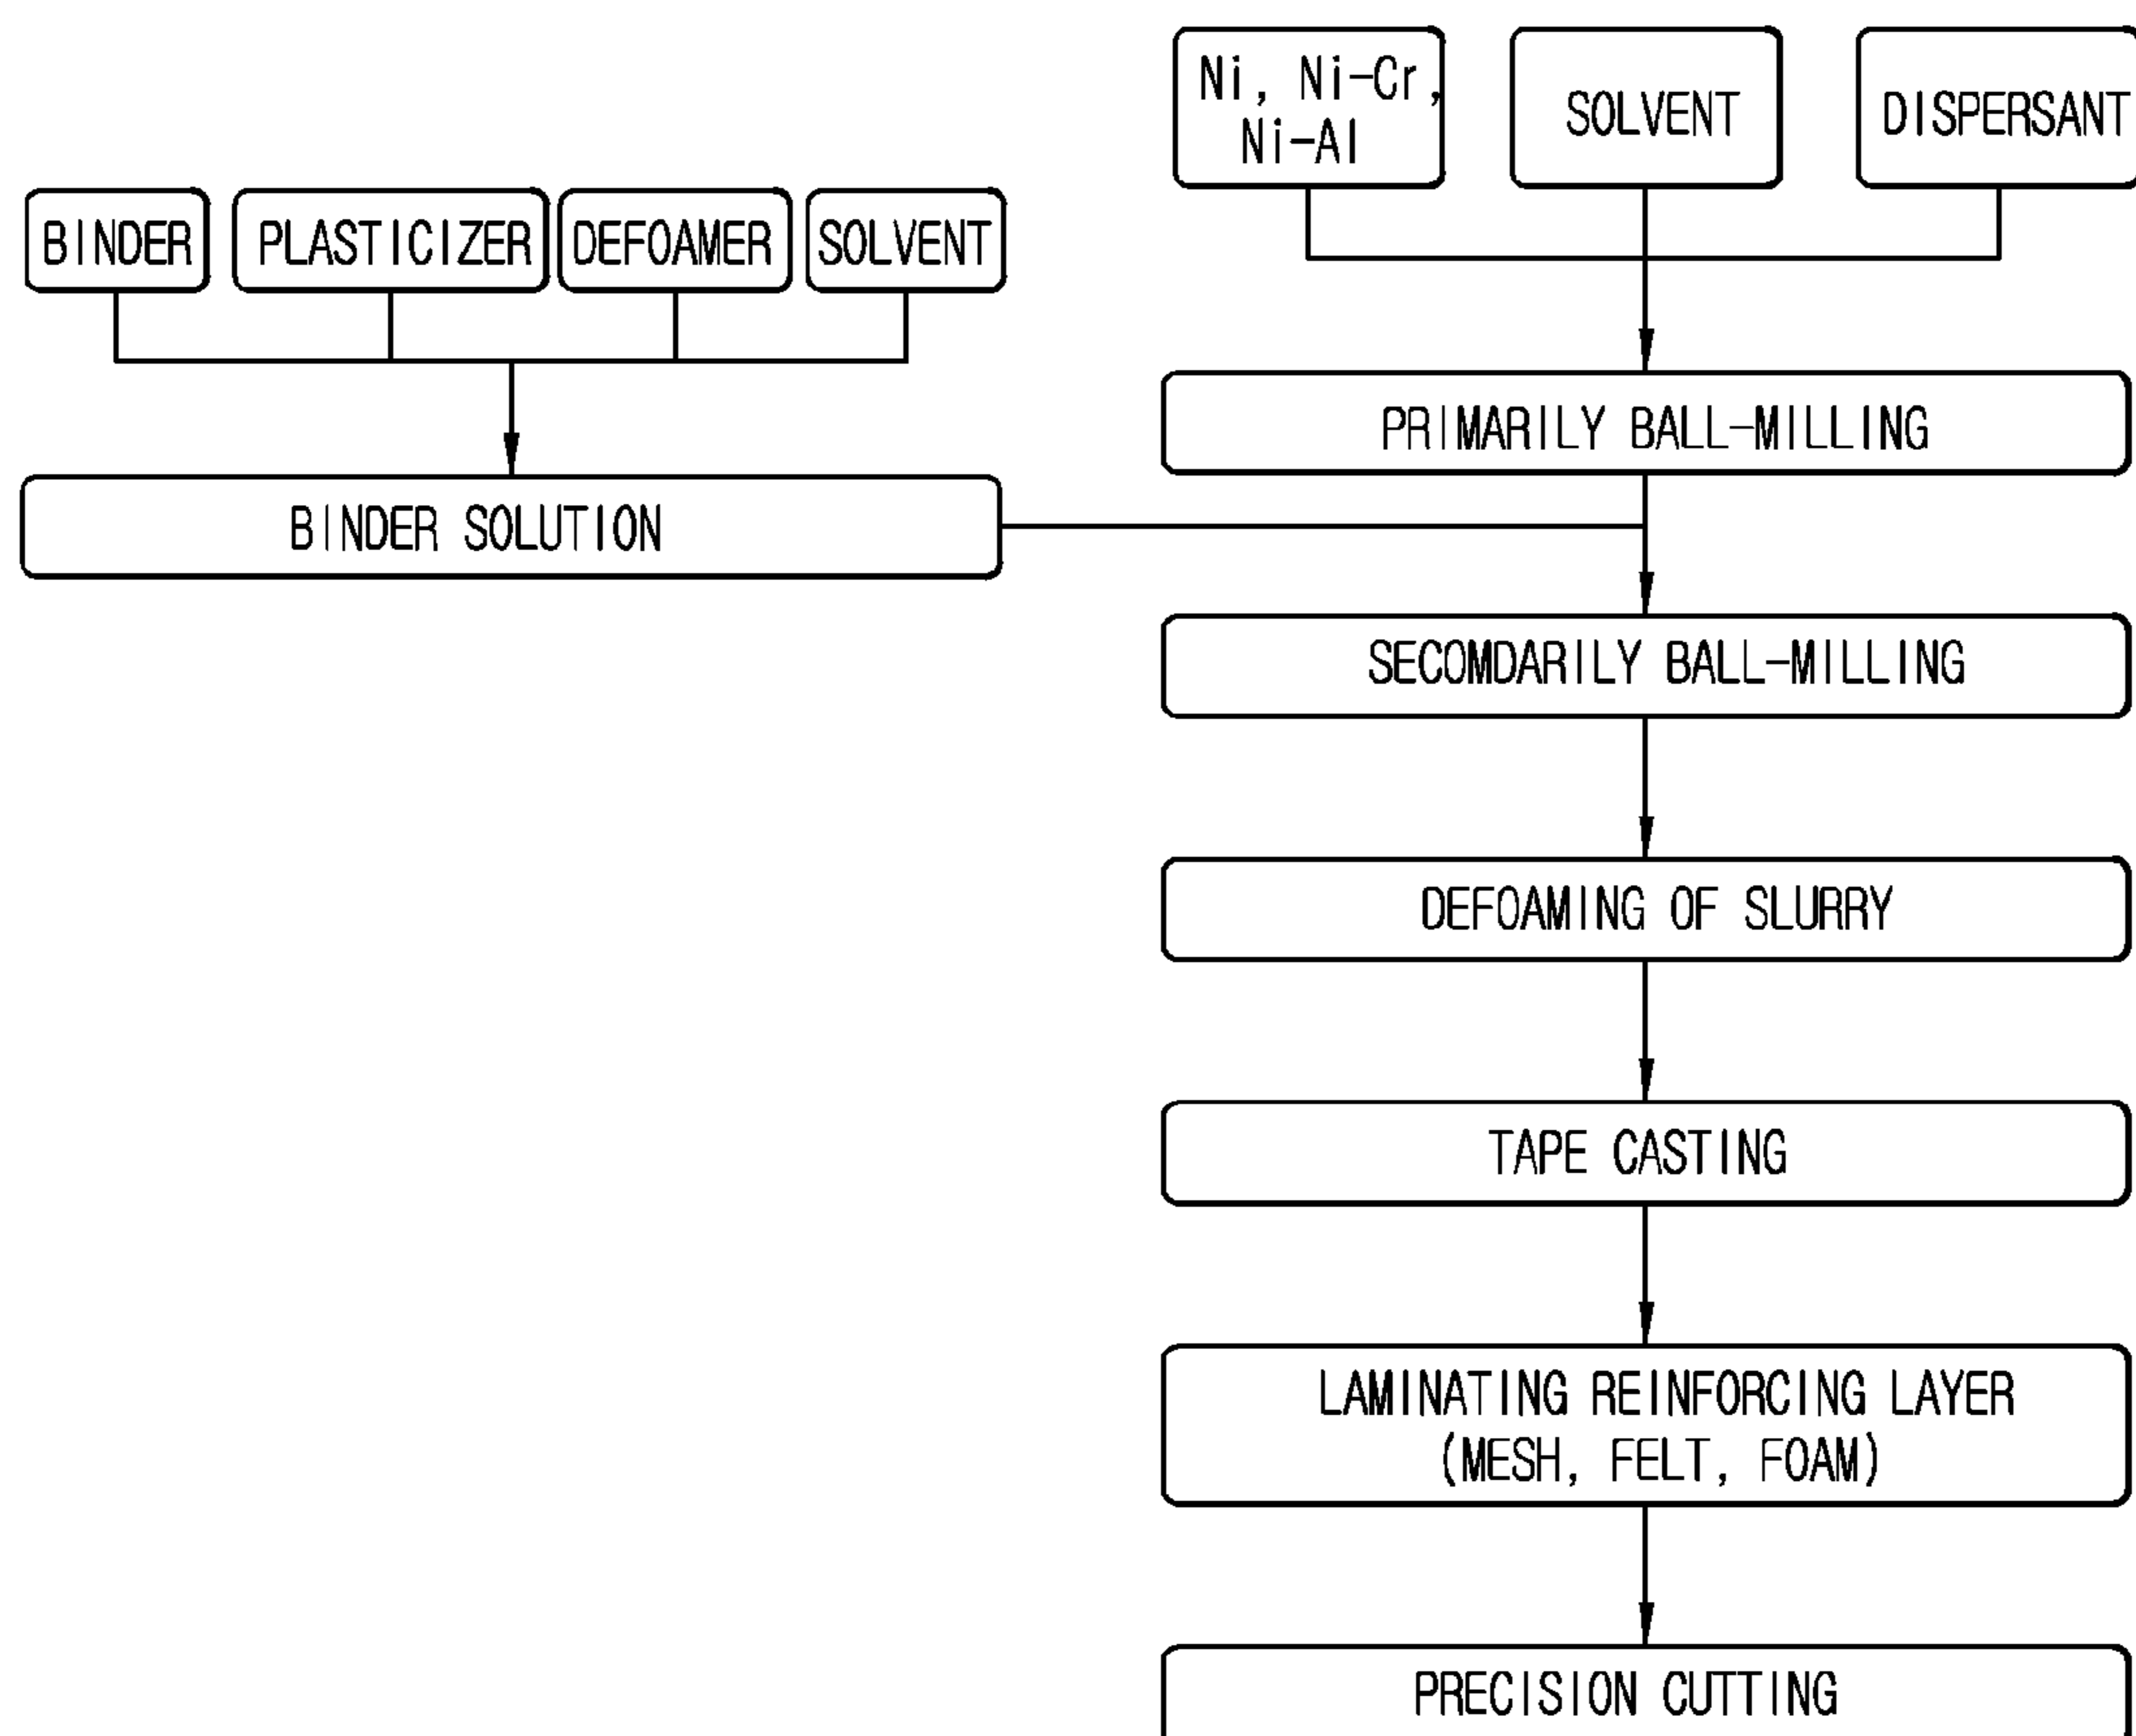 Ni, Ni-Cr,
Ni-Al
SOLVENT
DISPERSANT
BINDER
PLASTICIZER
DEFOAMER
SOLVENT
PRIMARILY BALL-MILLING
BINDER SOLUTION
SECOMDARILY BALL-MILLING
DEFOAMING OF SLURRY
TAPE CASTING
LAMINATING REINFORCING LAYER
(MESH, FELT, FOAM)
PRECISION CUTTING